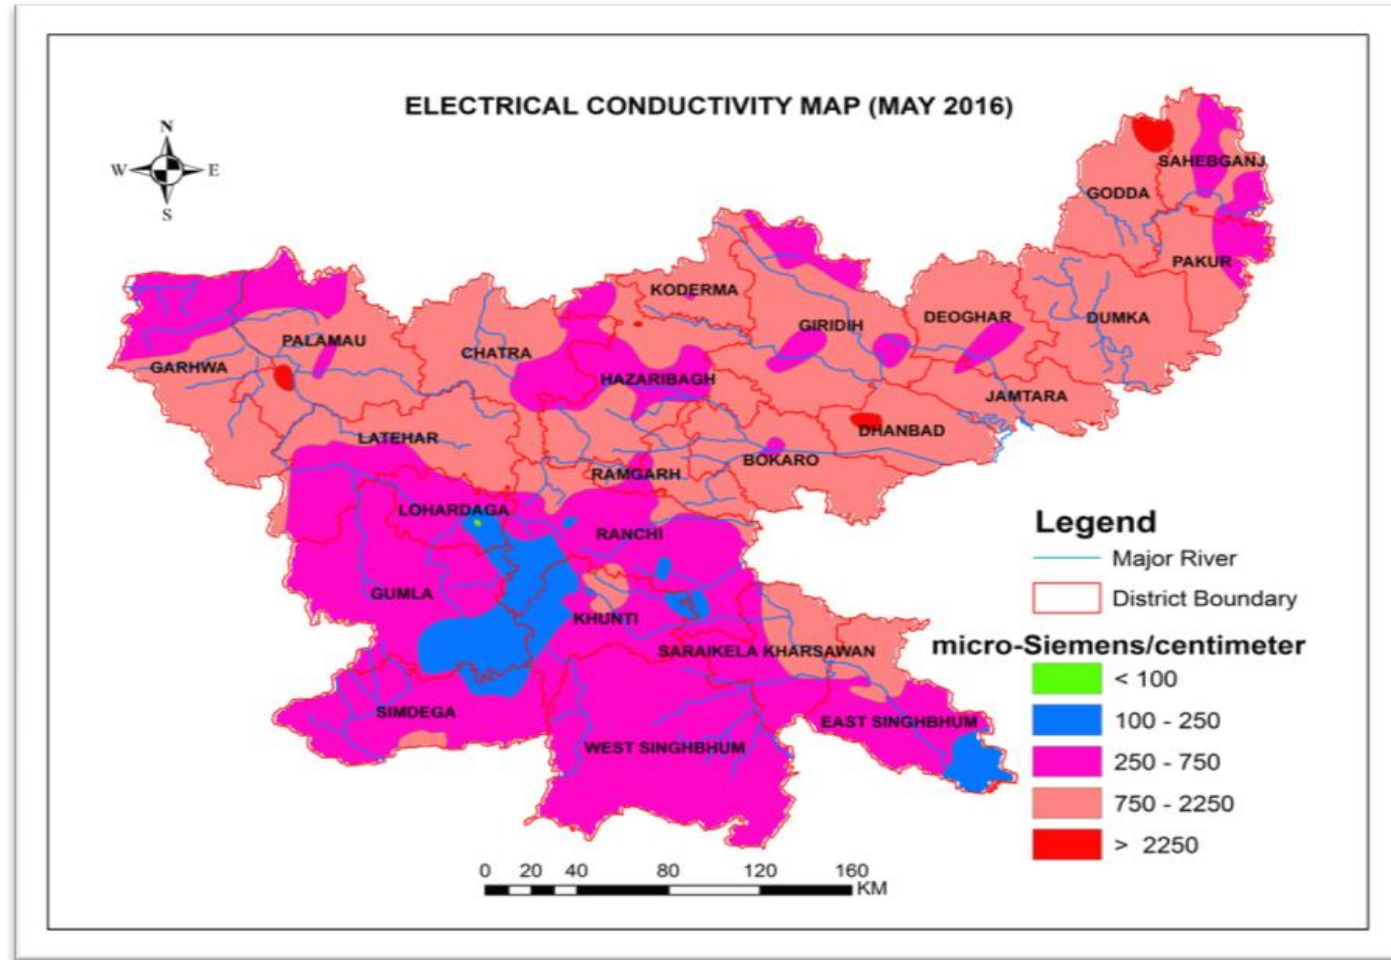 ELECTRICAL CONDUCTIVITY MAP (MAY 2016)
N
W E
S
SAHEBGANJ
GODDA
PAKUR
KODERMA
GIRIDIH
DEOGHAR
DUMKA
PALAMAU
CHATRA
GARHWA
HAZARIBAGH
JAMTARA
LATEHAR
DHANBAD
BOKARO
RAMGARH
LOHARDAGA
RANCHI
GUMLA
KHUNTI
SARAIKELA KHARSAWAN
SIMDEGA
EAST SINGHBHUM
WEST SINGHBHUM
Legend
Major River
District Boundary
micro-Siemens/centimeter
< 100
100 - 250
250 - 750
750 - 2250
> 2250
0 20 40 80 120 160
KM